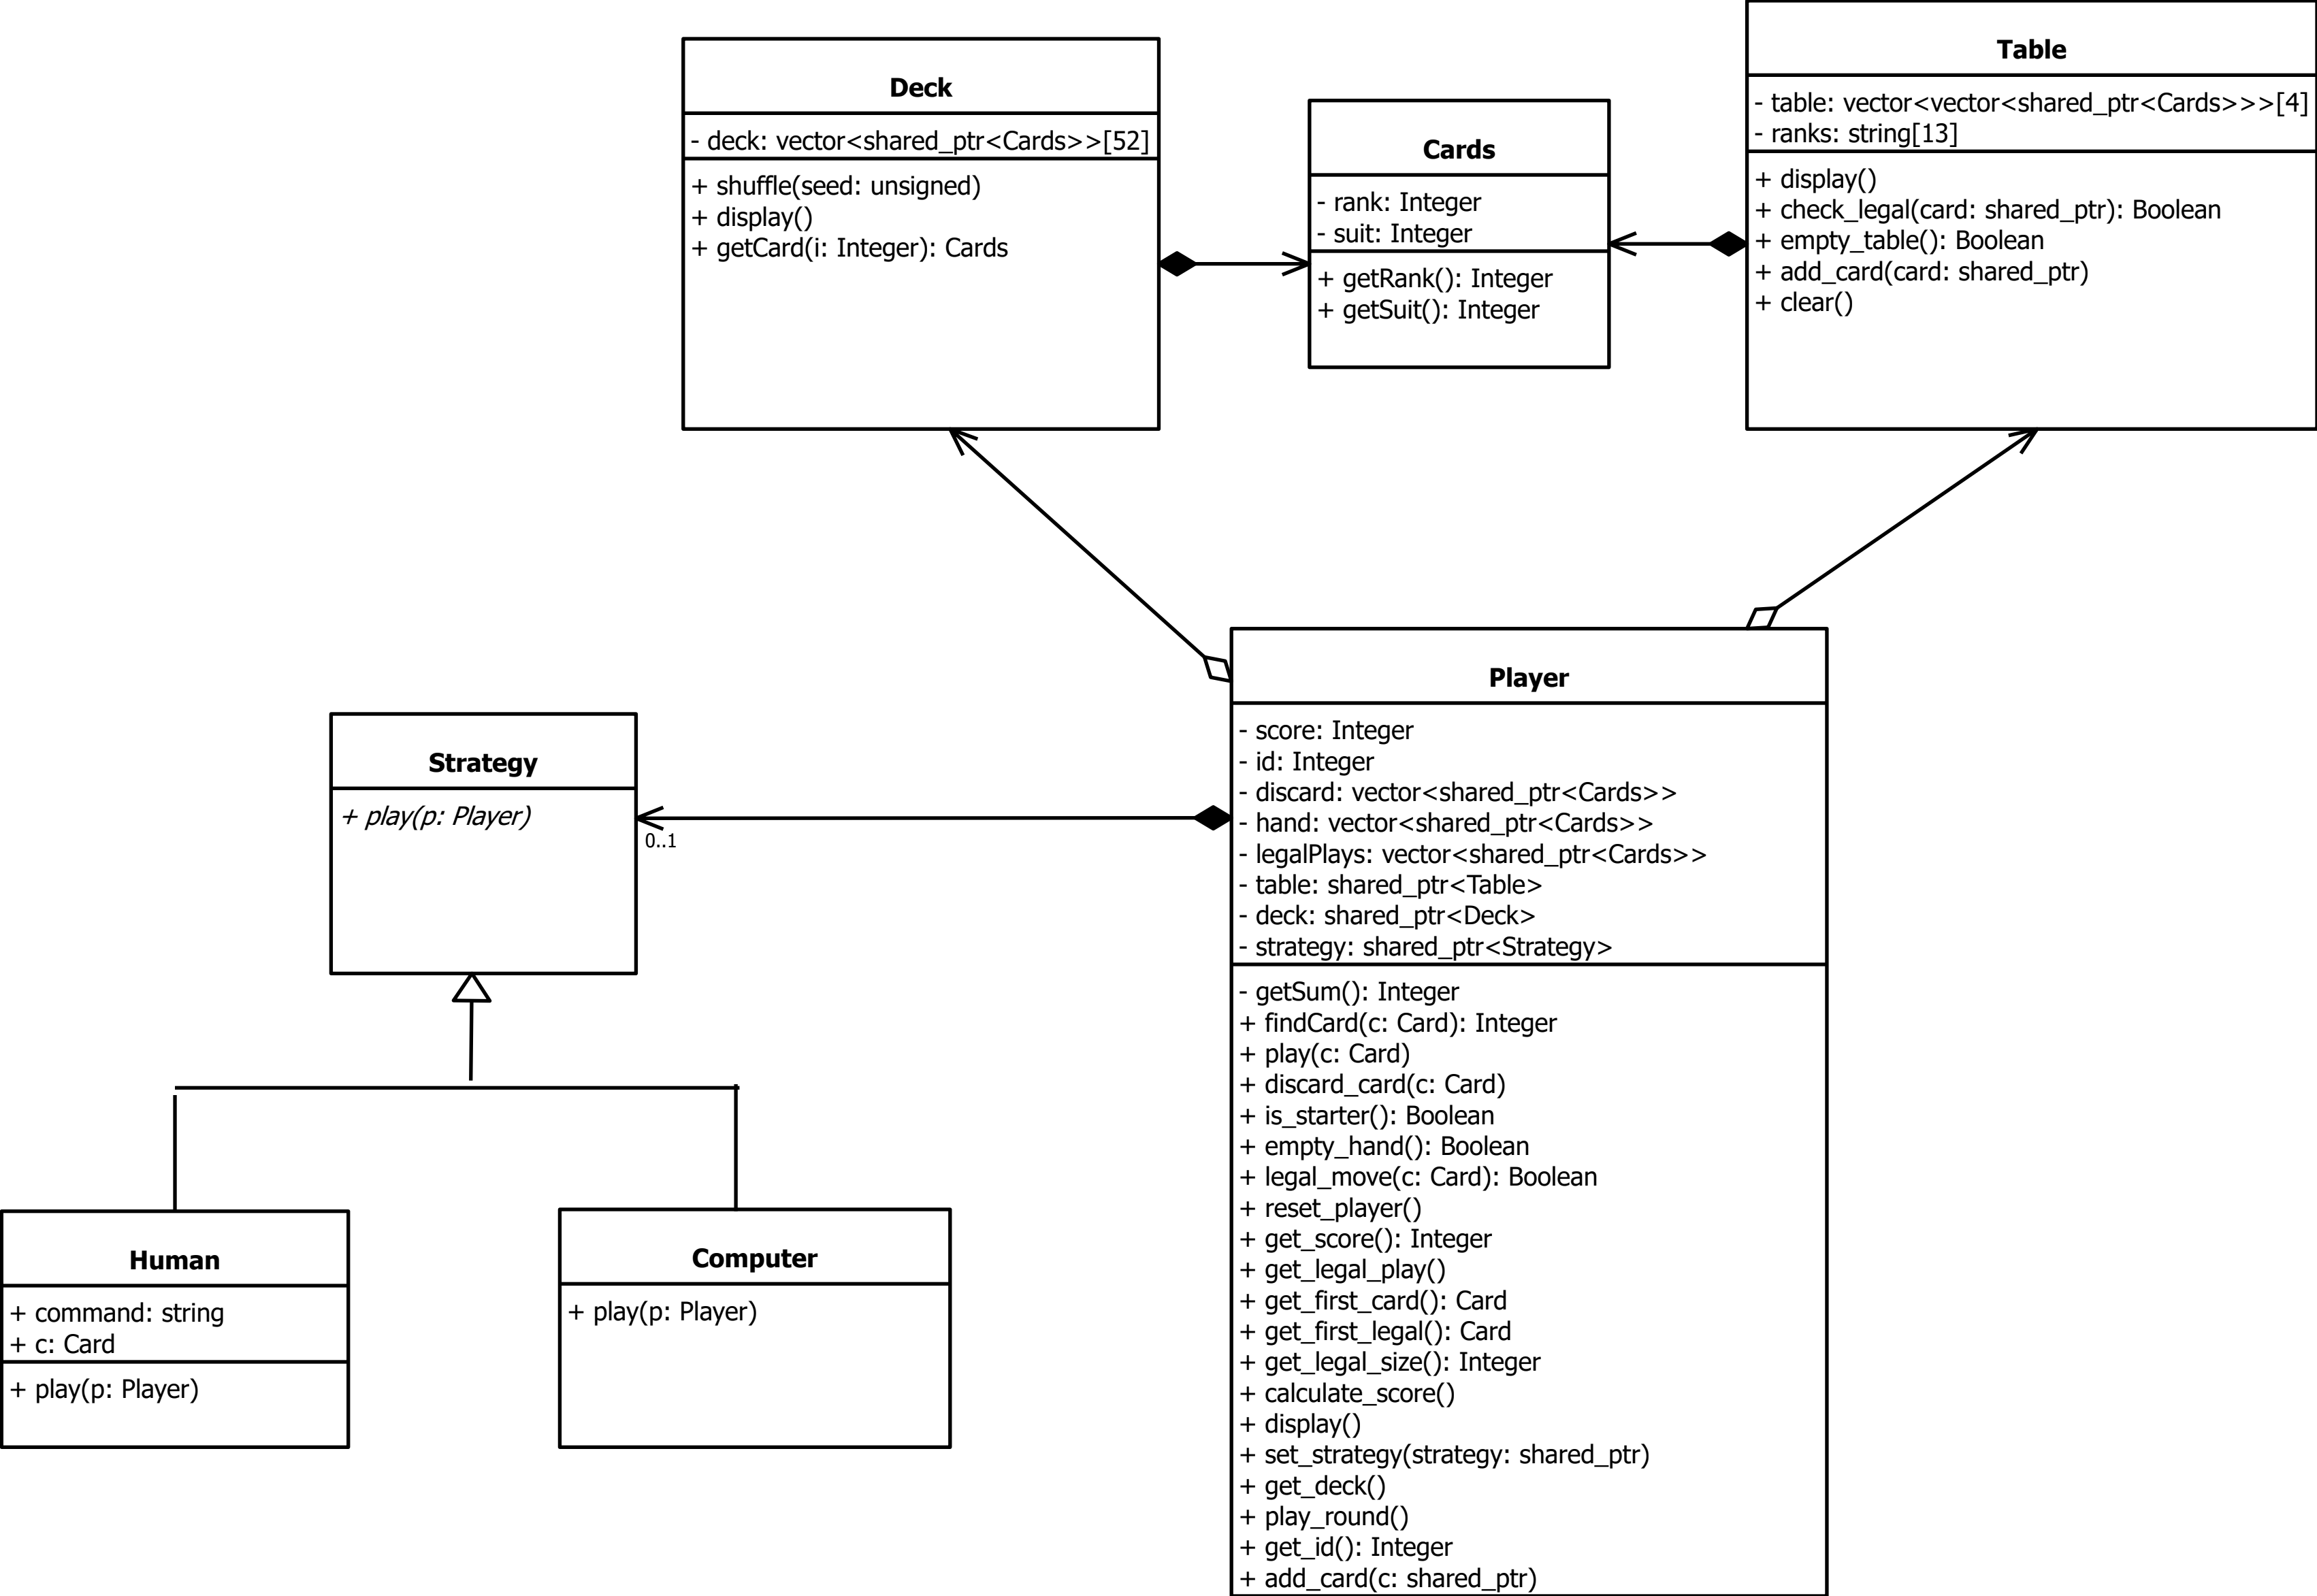 Deck
- deck: vector<shared_ptr<Cards>>[52]
+ shuffle(seed: unsigned)
+ display()
+ getCard(i: Integer): Cards
Cards
- rank: Integer
- suit: Integer
+ getRank(): Integer
+ getSuit(): Integer
Table
- table: vector<vector<shared_ptr<Cards>>>[4]
- ranks: string[13]
+ display()
+ check_legal(card: shared_ptr): Boolean
+ empty_table(): Boolean
+ add_card(card: shared_ptr)
+ clear()
Strategy
+ play(p: Player)
0..1
Player
- score: Integer
- id: Integer
- discard: vector<shared_ptr<Cards>>
- hand: vector<shared_ptr<Cards>>
- legalPlays: vector<shared_ptr<Cards>>
- table: shared_ptr<Table>
- deck: shared_ptr<Deck>
- strategy: shared_ptr<Strategy>
- getSum(): Integer
+ findCard(c: Card): Integer
+ play(c: Card)
+ discard_card(c: Card)
+ is_starter(): Boolean
+ empty_hand(): Boolean
+ legal_move(c: Card): Boolean
+ reset_player()
+ get_score(): Integer
+ get_legal_play()
+ get_first_card(): Card
+ get_first_legal(): Card
+ get_legal_size(): Integer
+ calculate_score()
+ display()
+ set_strategy(strategy: shared_ptr)
+ get_deck()
+ play_round()
+ get_id(): Integer
+ add_card(c: shared_ptr)
Human
+ command: string
+ c: Card
+ play(p: Player)
Computer
+ play(p: Player)